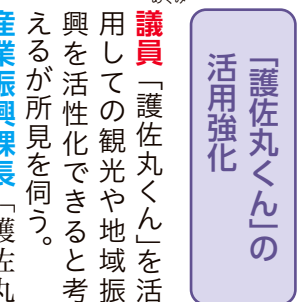 「護佐丸くん」の
活用強化
議員「護佐丸くん」を活
用しての観光や地域振
興を活性化できると考
えるが所見を伺う。
産業振興課長「護佐丸